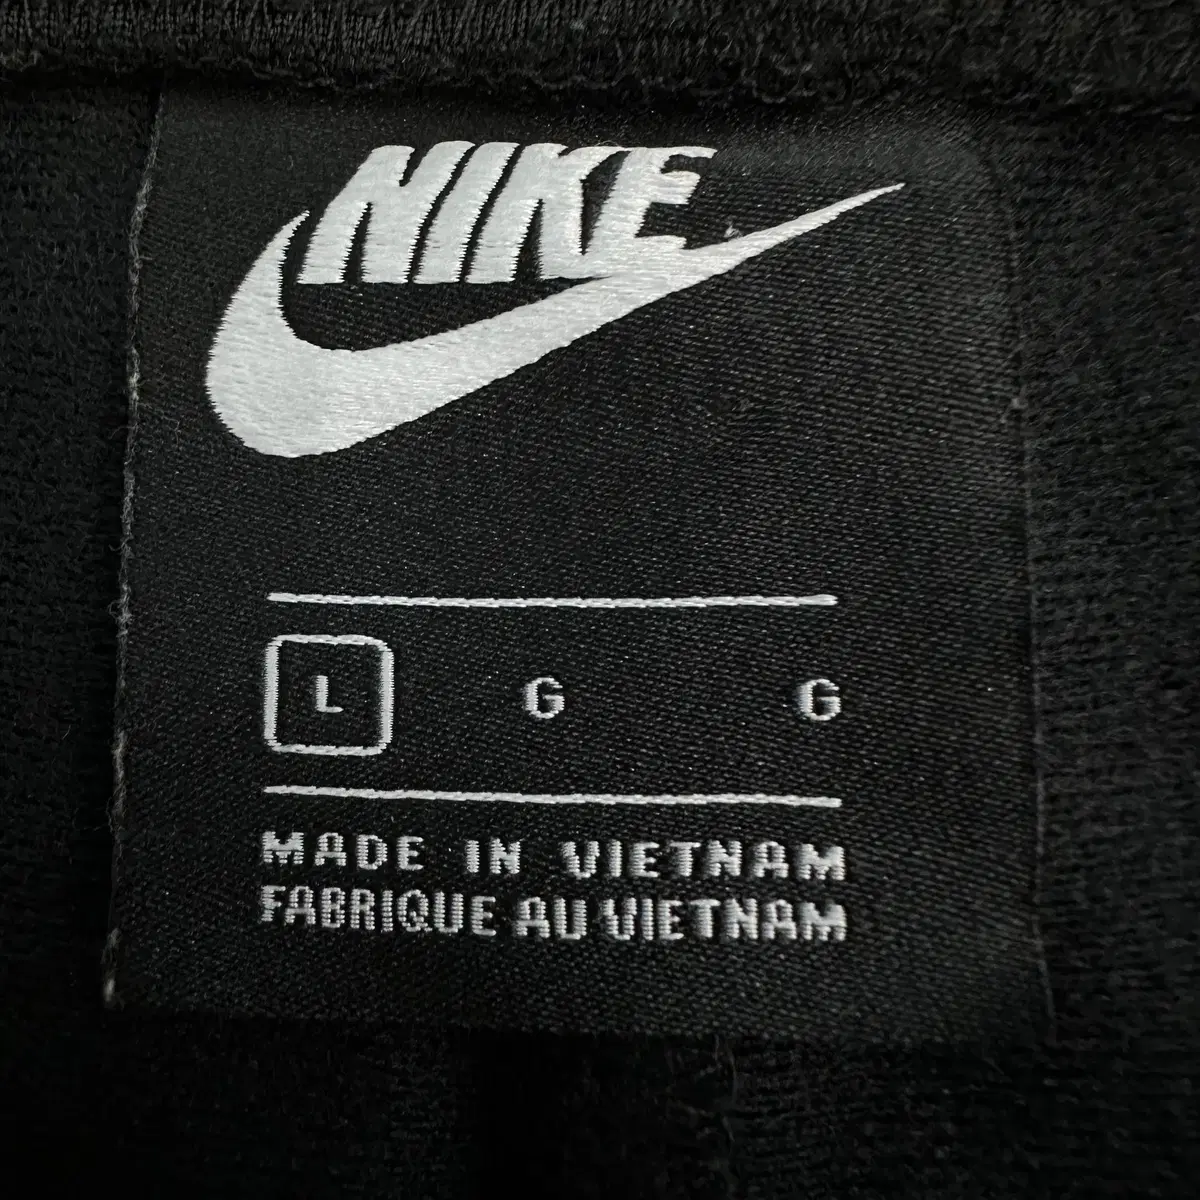 NIKE
L G G
MADE IN VIETNAM
FABRIQUE AU VIETNAM